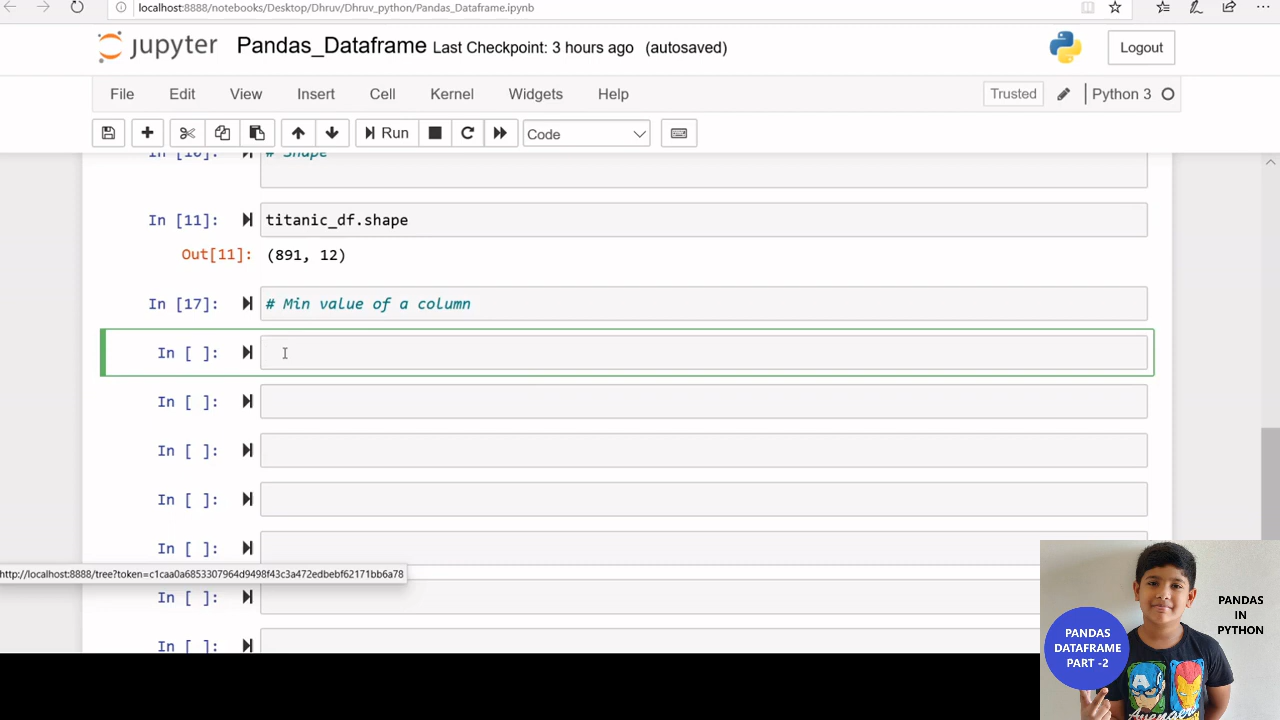 localhost:8888/notebooks/Desktop/Dhruv/Dhruv_python/Pandas_Dataframe.ipynb
jupyter Pandas_Dataframe Last Checkpoint: 3 hours ago (autosaved) Logout
File Edit View Insert Cell Kernel Widgets Help Trusted Python 3
Run Code
In [16]: # Shape
In [11]: titanic_df.shape
Out[11]: (891, 12)
In [17]: # Min value of a column
In [ ]:
In [ ]:
In [ ]:
In [ ]:
In [ ]:
http://localhost:8888/tree?token=c1caa0a6853307964d9498f43c3a472edbebf62171bb6a78
In [ ]:
In [ ]:
PANDAS
IN
PYTHON
PANDAS
DATAFRAME
PART -2
Avengers